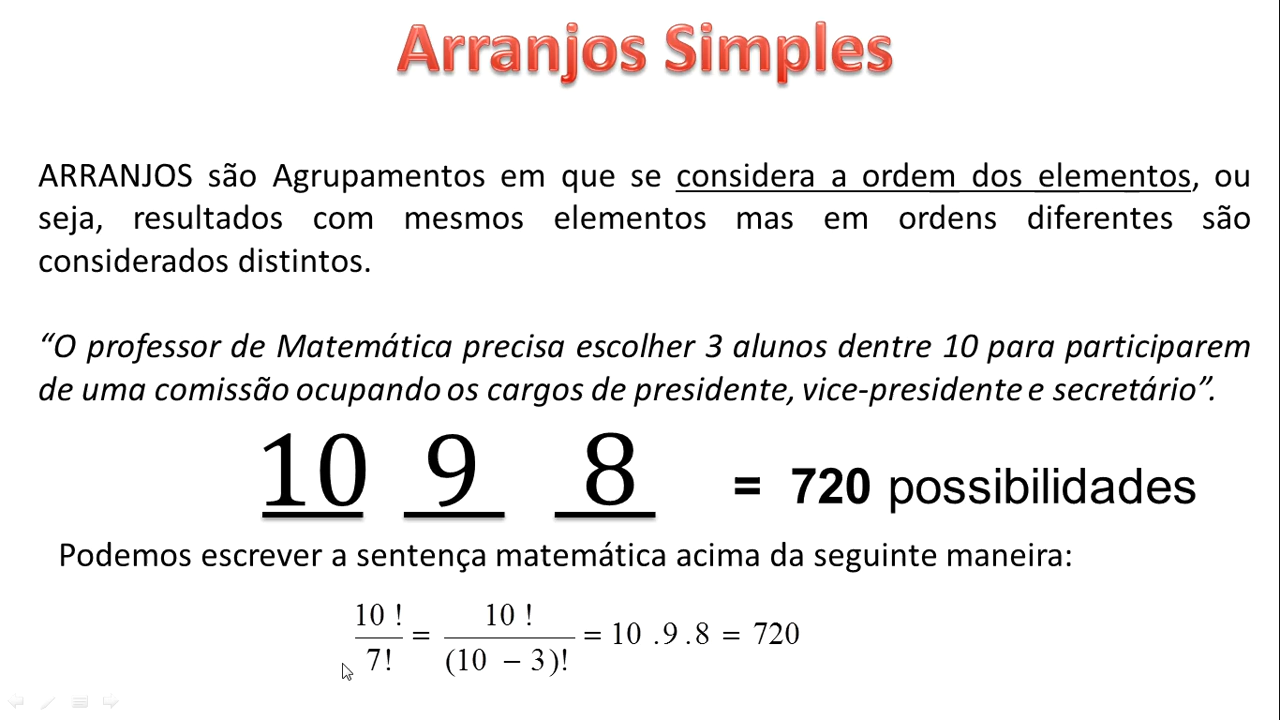 Arranjos Simples
ARRANJOS são Agrupamentos em que se considera a ordem dos elementos, ou
seja, resultados com mesmos elementos mas em ordens diferentes são
considerados distintos.
“O professor de Matemática precisa escolher 3 alunos dentre 10 para participarem
de uma comissão ocupando os cargos de presidente, vice-presidente e secretário”.
10 9 8 = 720 possibilidades
Podemos escrever a sentença matemática acima da seguinte maneira:
10 ! / 7! = 10 ! / (10 − 3)! = 10 .9 .8 = 720